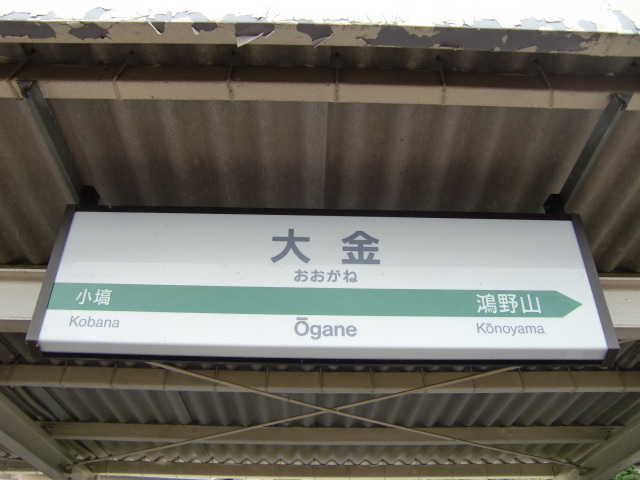 大金
おおがね
小塙
鴻野山
Kobana
Ōgane
Kōnoyama